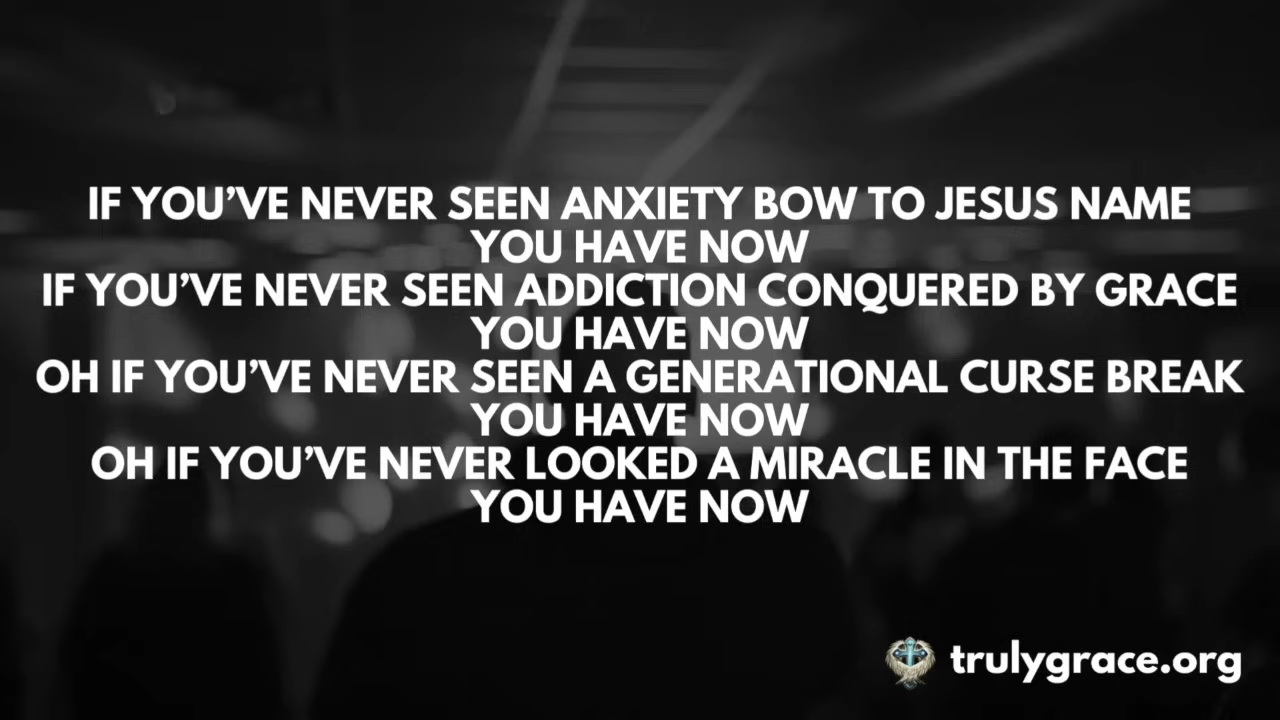 IF YOU’VE NEVER SEEN ANXIETY BOW TO JESUS NAME
YOU HAVE NOW
IF YOU’VE NEVER SEEN ADDICTION CONQUERED BY GRACE
YOU HAVE NOW
OH IF YOU’VE NEVER SEEN A GENERATIONAL CURSE BREAK
YOU HAVE NOW
OH IF YOU’VE NEVER LOOKED A MIRACLE IN THE FACE
YOU HAVE NOW
trulygrace.org